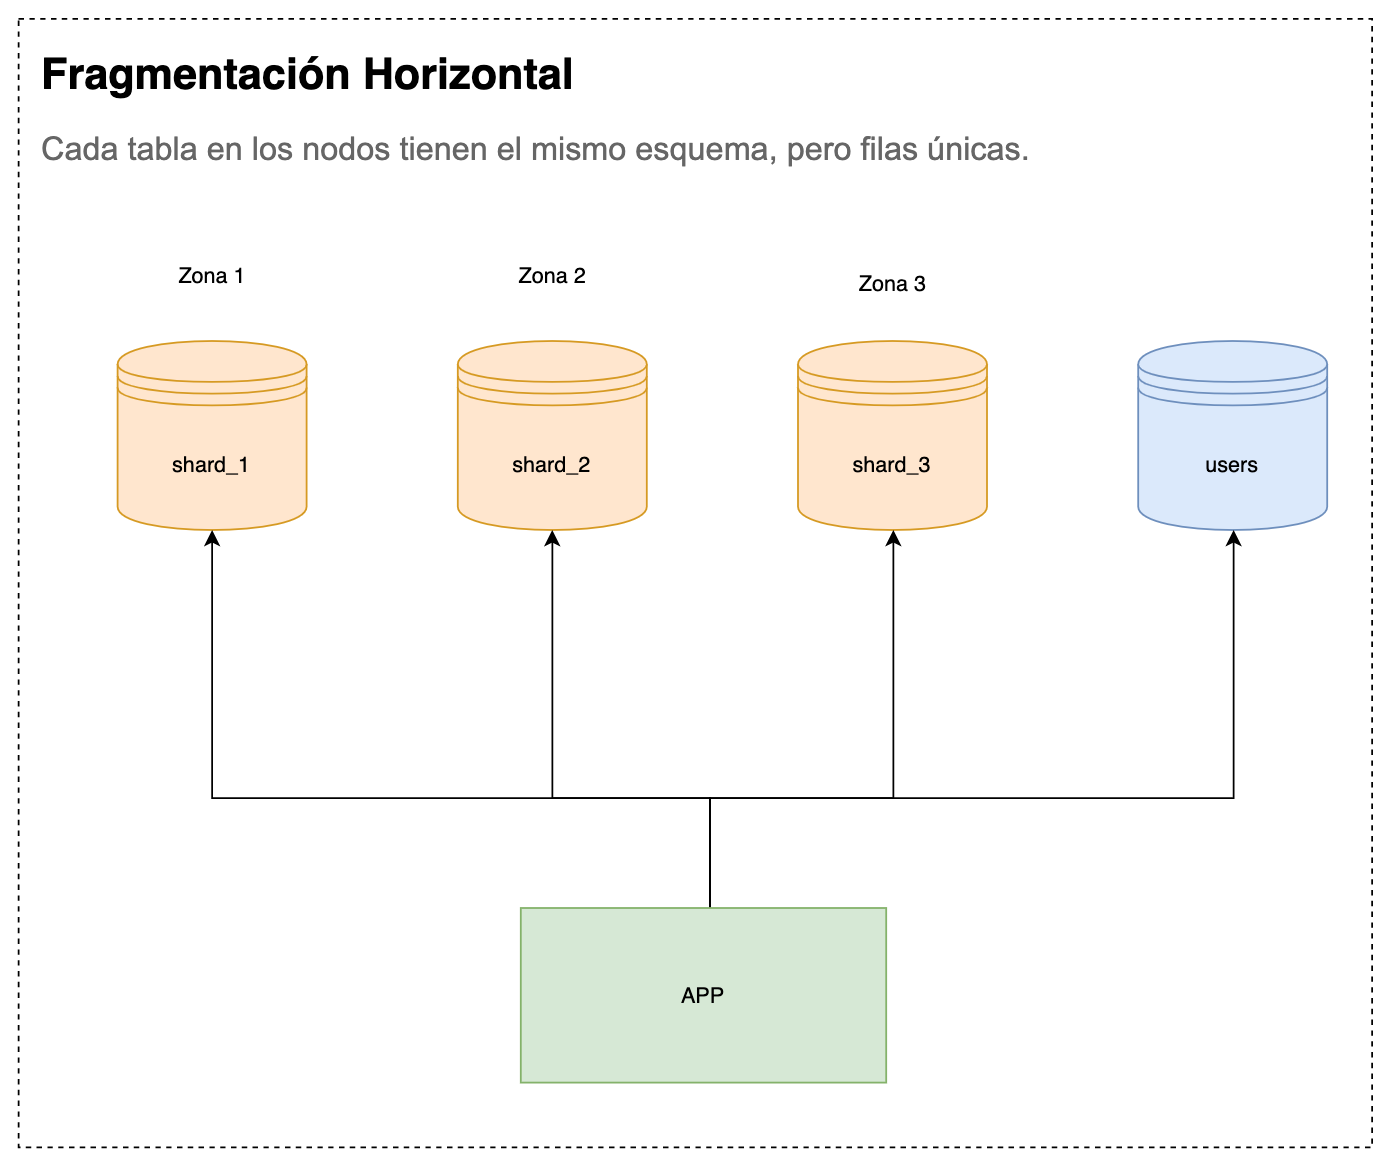 Fragmentación Horizontal
Cada tabla en los nodos tienen el mismo esquema, pero filas únicas.
Zona 1
Zona 2
Zona 3
shard_1
shard_2
shard_3
users
APP